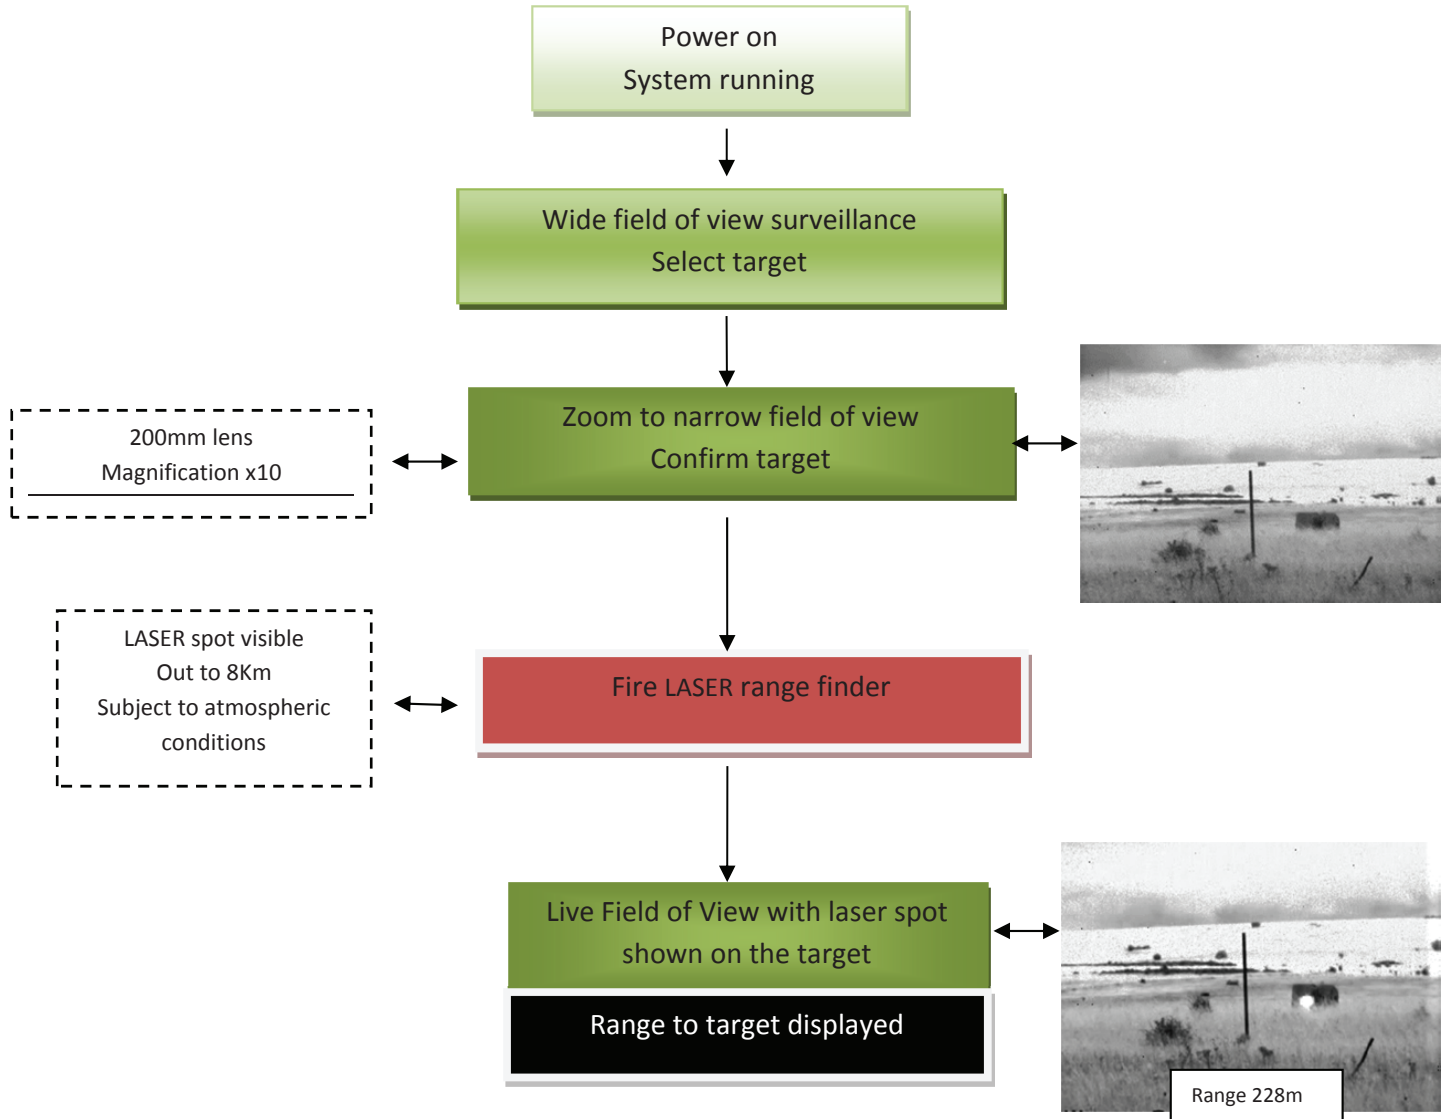 Power on
System running
Wide field of view surveillance
Select target
Zoom to narrow field of view
Confirm target
200mm lens
Magnification x10
LASER spot visible
Out to 8Km
Subject to atmospheric
conditions
Fire LASER range finder
Live Field of View with laser spot
shown on the target
Range to target displayed
Range 228m